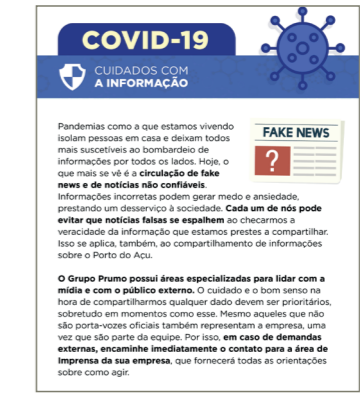 COVID-19
CUIDADOS COM
A INFORMAÇÃO
Pandemias como a que estamos vivendo
isolam pessoas em casa e deixam todos
mais suscetíveis ao bombardeio de
informações por todos os lados. Hoje, o
que mais se vê é a circulação de fake
news e de notícias não confiáveis.
FAKE NEWS
?
Informações incorretas podem gerar medo e ansiedade,
prestando um desserviço à sociedade. Cada um de nós pode
evitar que notícias falsas se espalhem ao checarmos a
veracidade da informação que estamos prestes a compartilhar.
Isso se aplica, também, ao compartilhamento de informações
sobre o Porto do Açu.
O Grupo Prumo possui áreas especializadas para lidar com a
mídia e com o público externo. O cuidado e o bom senso na
hora de compartilharmos qualquer dado devem ser prioritários,
sobretudo em momentos como esse. Mesmo aqueles que não
são porta-vozes oficiais também representam a empresa, uma
vez que são parte da equipe. Por isso, em caso de demandas
externas, encaminhe imediatamente o contato para a área de
Imprensa da sua empresa, que fornecerá todas as orientações
sobre como agir.